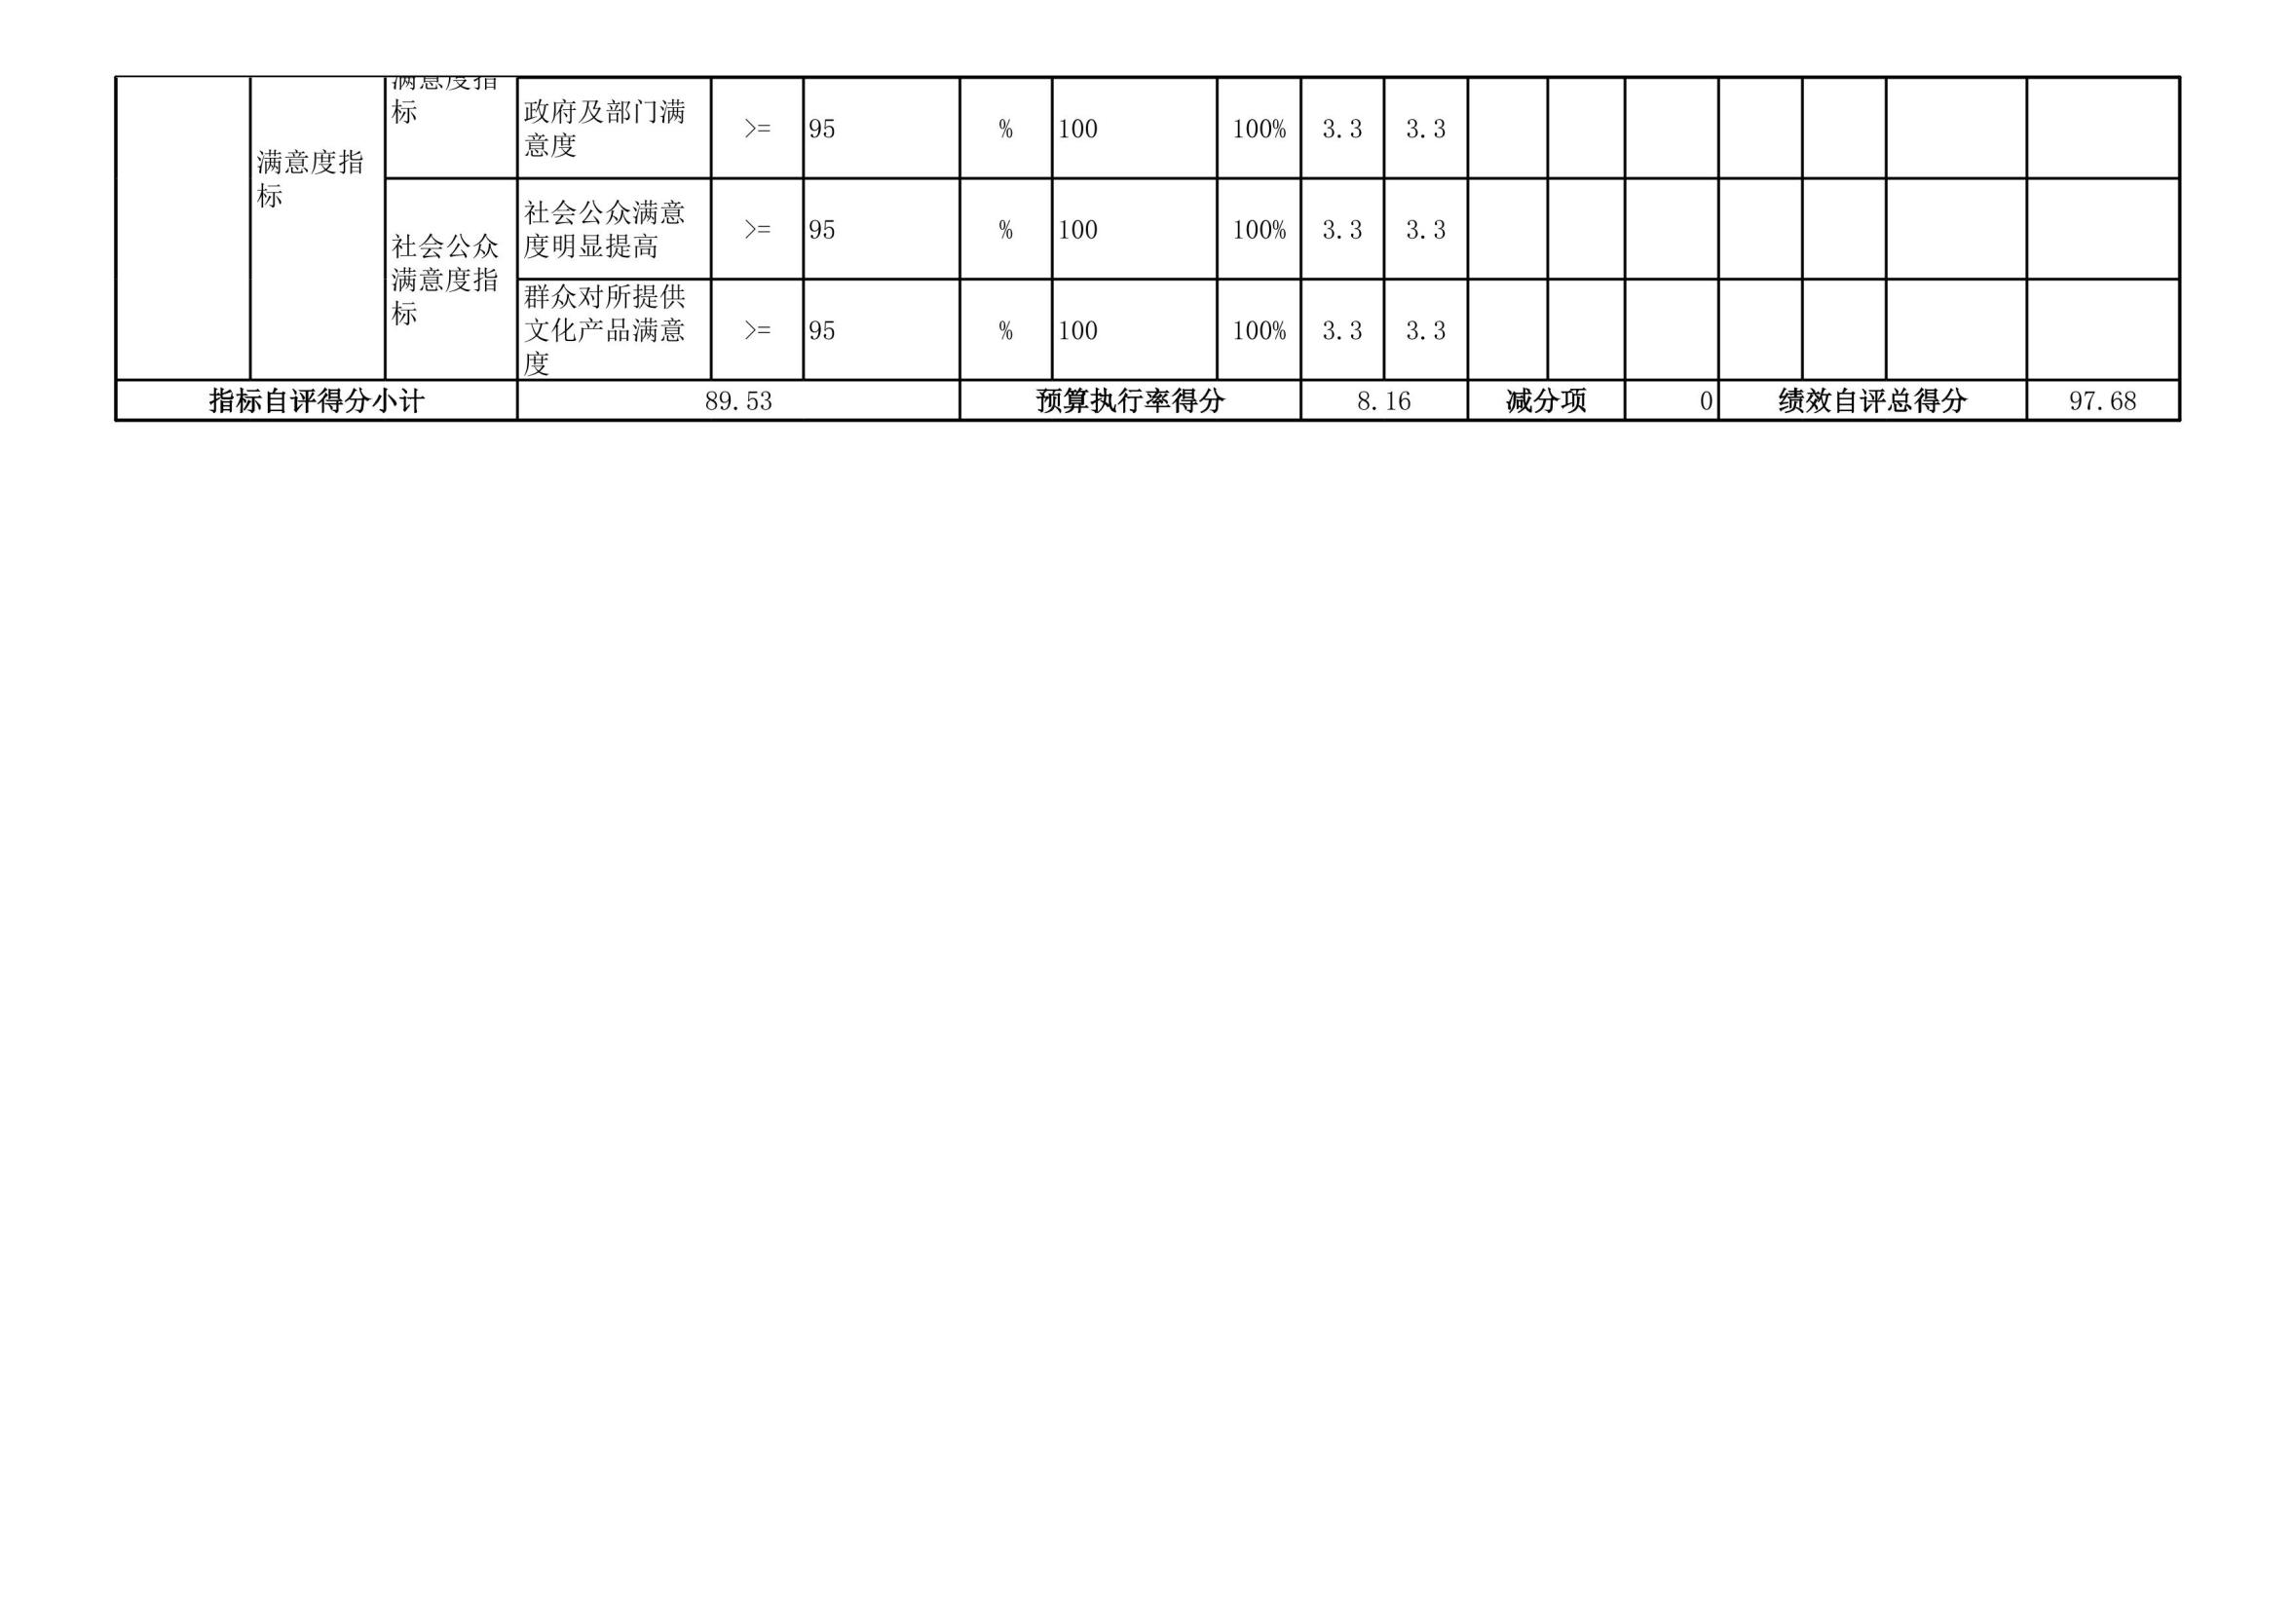 满意度指
标
满意度指
标
政府及部门满
意度
>= 95 % 100 100% 3.3 3.3
社会公众
满意度指
标
社会公众满意
度明显提高
>= 95 % 100 100% 3.3 3.3
群众对所提供
文化产品满意
度
>= 95 % 100 100% 3.3 3.3
指标自评得分小计 89.53 预算执行率得分 8.16 减分项 0 绩效自评总得分 97.68